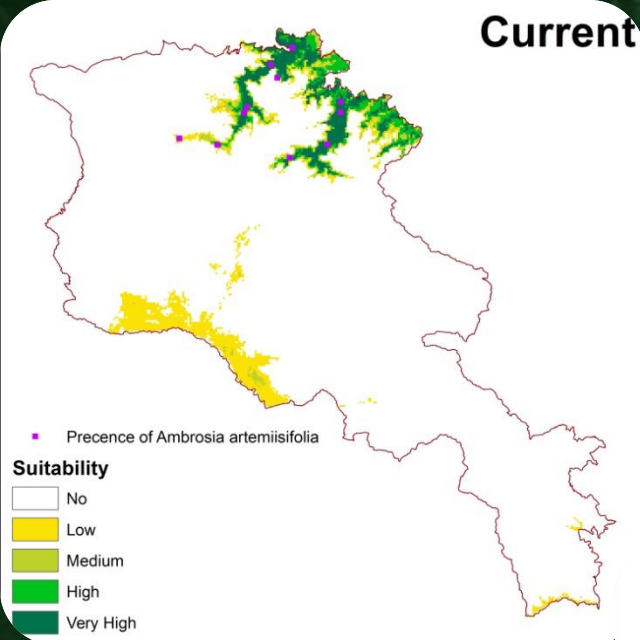 Current
Precence of Ambrosia artemiisifolia
Suitability
No
Low
Medium
High
Very High